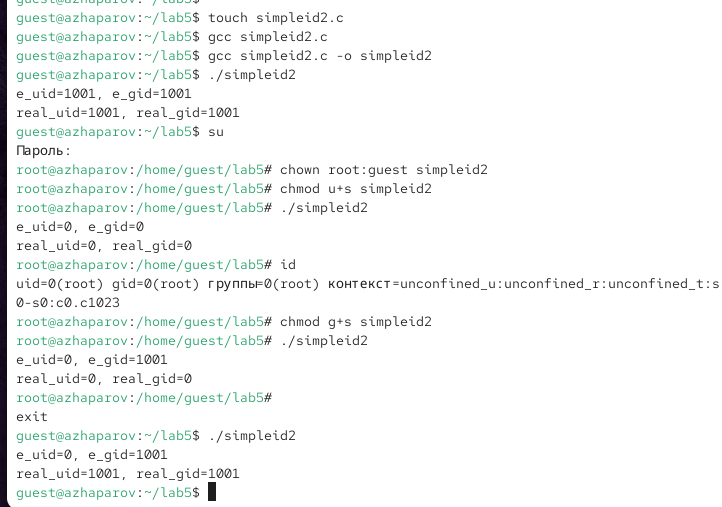 guest@azhaparov:~/lab5$ touch simpleid2.c
guest@azhaparov:~/lab5$ gcc simpleid2.c
guest@azhaparov:~/lab5$ gcc simpleid2.c -o simpleid2
guest@azhaparov:~/lab5$ ./simpleid2
e_uid=1001, e_gid=1001
real_uid=1001, real_gid=1001
guest@azhaparov:~/lab5$ su
Пароль:
root@azhaparov:/home/guest/lab5# chown root:guest simpleid2
root@azhaparov:/home/guest/lab5# chmod u+s simpleid2
root@azhaparov:/home/guest/lab5# ./simpleid2
e_uid=0, e_gid=0
real_uid=0, real_gid=0
root@azhaparov:/home/guest/lab5# id
uid=0(root) gid=0(root) группы=0(root) контекст=unconfined_u:unconfined_r:unconfined_t:s
0-s0:c0.c1023
root@azhaparov:/home/guest/lab5# chmod g+s simpleid2
root@azhaparov:/home/guest/lab5# ./simpleid2
e_uid=0, e_gid=1001
real_uid=0, real_gid=0
root@azhaparov:/home/guest/lab5#
exit
guest@azhaparov:~/lab5$ ./simpleid2
e_uid=0, e_gid=1001
real_uid=1001, real_gid=1001
guest@azhaparov:~/lab5$